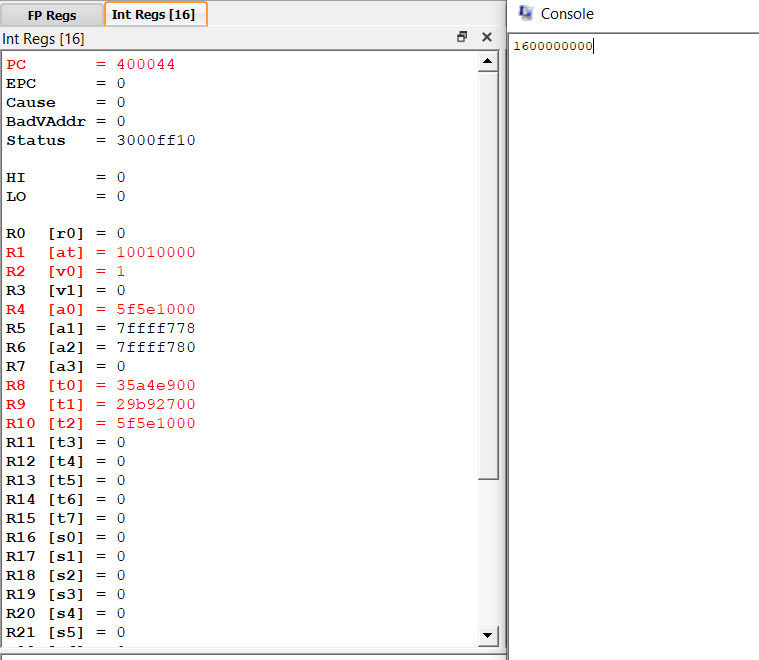 FP Regs
Int Regs [16]
Int Regs [16]
PC = 400044
EPC = 0
Cause = 0
BadVAddr = 0
Status = 3000ff10
HI = 0
LO = 0
R0 [r0] = 0
R1 [at] = 10010000
R2 [v0] = 1
R3 [v1] = 0
R4 [a0] = 5f5e1000
R5 [a1] = 7ffff778
R6 [a2] = 7ffff780
R7 [a3] = 0
R8 [t0] = 35a4e900
R9 [t1] = 29b92700
R10 [t2] = 5f5e1000
R11 [t3] = 0
R12 [t4] = 0
R13 [t5] = 0
R14 [t6] = 0
R15 [t7] = 0
R16 [s0] = 0
R17 [s1] = 0
R18 [s2] = 0
R19 [s3] = 0
R20 [s4] = 0
R21 [s5] = 0
Console
1600000000